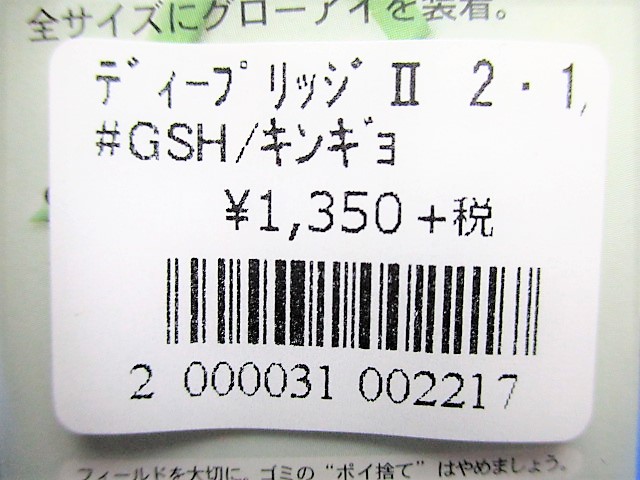 全サイズにグローアイを装着。
ディープリッジⅡ 2・1,
#GSH/キンギョ
¥1,350+税
2 000031 002217
フィールドを大切に。ゴミの“ポイ捨て”はやめましょう。